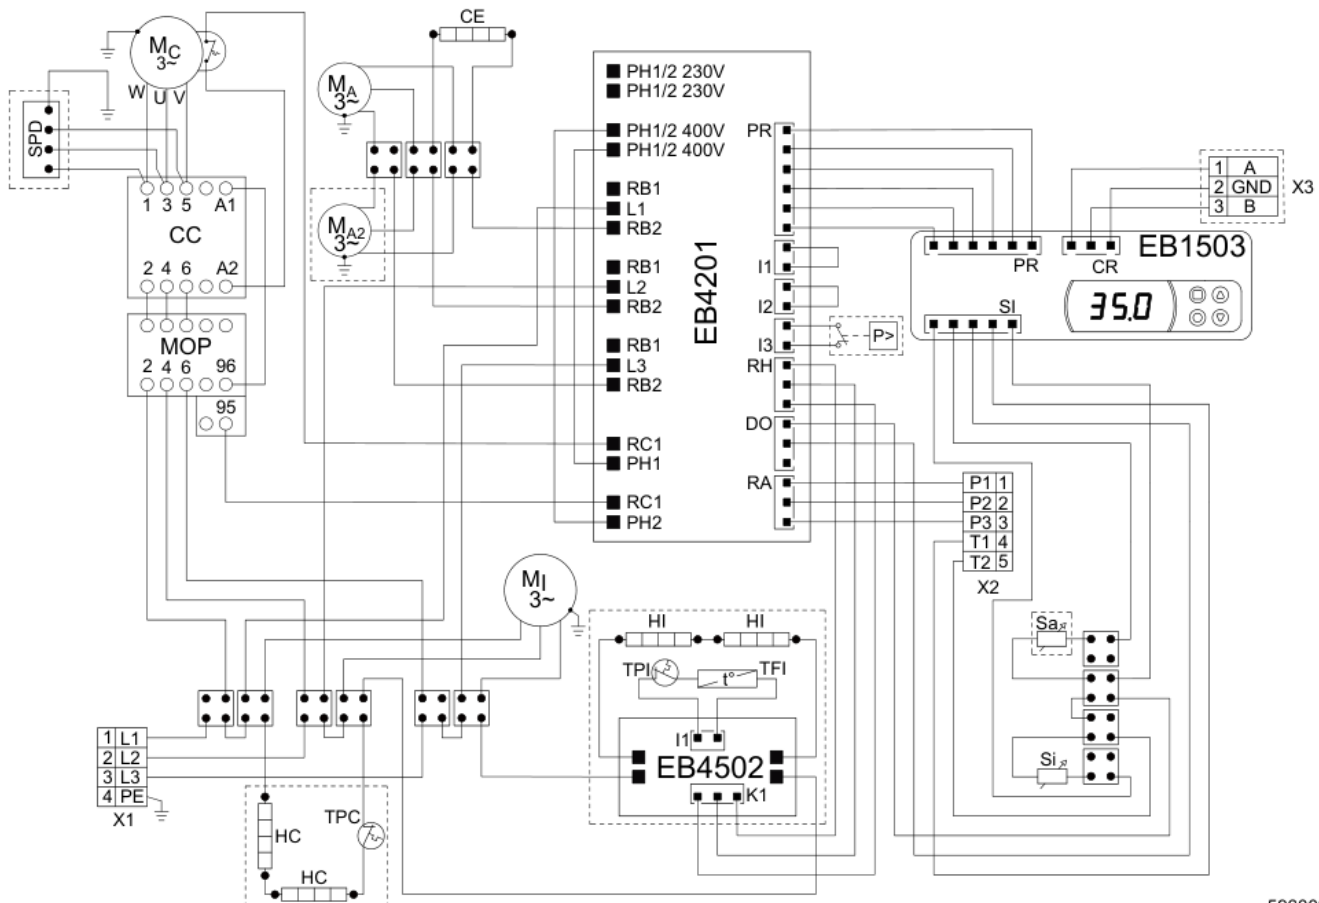 CE
MC
3~
W U V
SPD
MA
3~
MA2
3~
1 3 5 A1
CC
2 4 6 A2
MOP
2 4 6 96
95
EB4201
PH1/2 230V
PH1/2 230V
PH1/2 400V
PH1/2 400V
RB1
L1
RB2
RB1
L2
RB2
RB1
L3
RB2
RC1
PH1
RC1
PH2
PR
I1
I2
I3
RH
DO
RA
P>
1 A
2 GND
3 B
X3
EB1503
PR
CR
SI
35.0
P1 1
P2 2
P3 3
T1 4
T2 5
X2
MI
3~
HI
HI
TPI
t°
TFI
I1
EB4502
K1
Sa
Si
1 L1
2 L2
3 L3
4 PE
X1
HC
TPC
HC